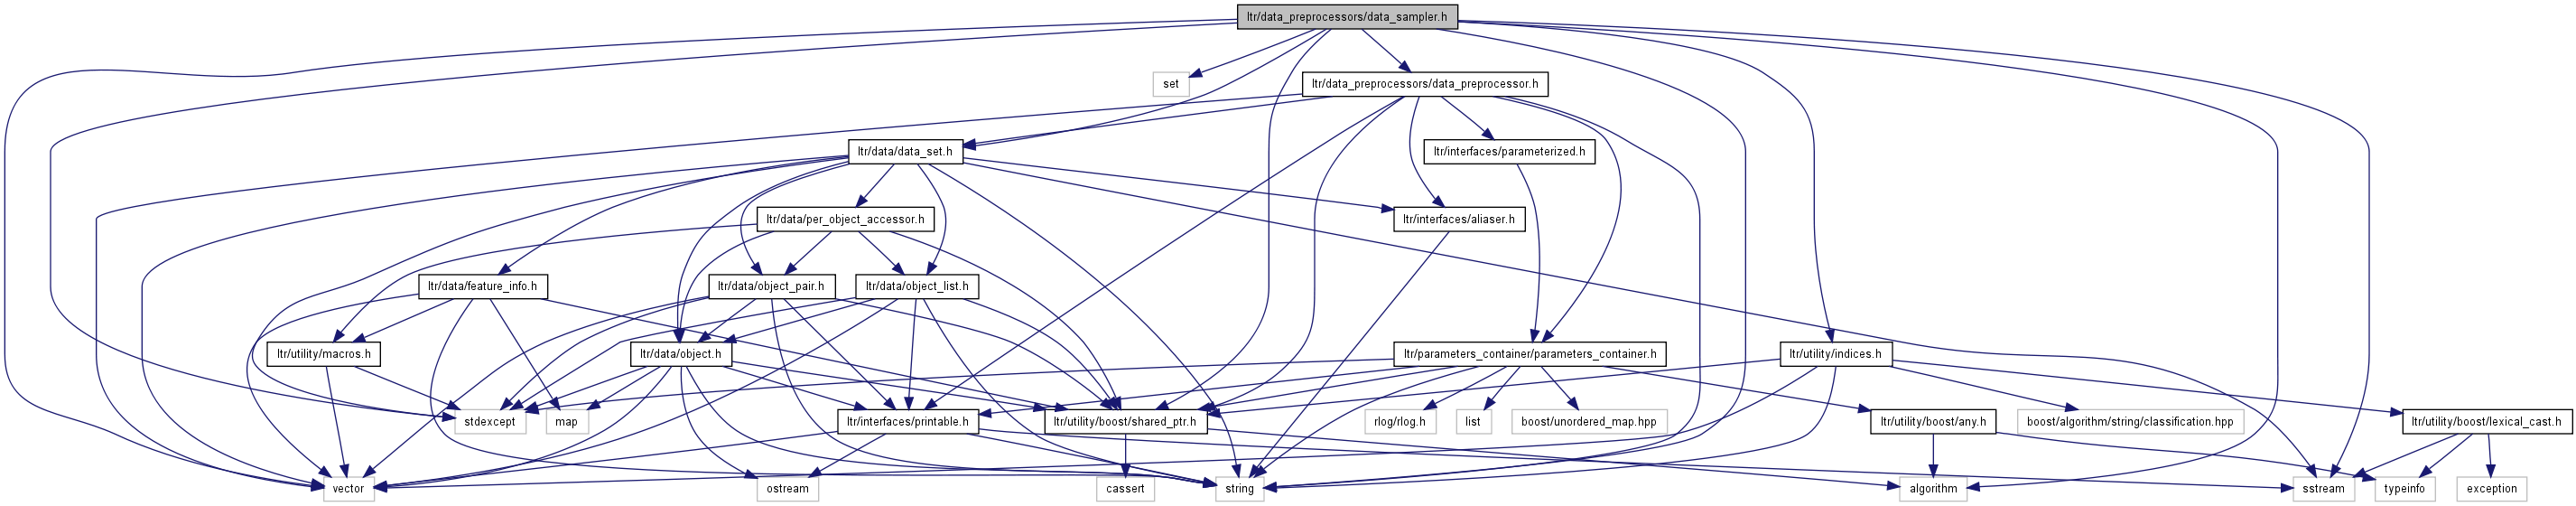 ltr/data_preprocessors/data_sampler.h
set
ltr/data_preprocessors/data_preprocessor.h
ltr/data/data_set.h
ltr/interfaces/parameterized.h
ltr/data/per_object_accessor.h
ltr/interfaces/aliaser.h
ltr/data/feature_info.h
ltr/data/object_pair.h
ltr/data/object_list.h
ltr/utility/macros.h
ltr/data/object.h
ltr/parameters_container/parameters_container.h
ltr/utility/indices.h
stdexcept
map
ltr/interfaces/printable.h
ltr/utility/boost/shared_ptr.h
rlog/rlog.h
list
boost/unordered_map.hpp
ltr/utility/boost/any.h
boost/algorithm/string/classification.hpp
ltr/utility/boost/lexical_cast.h
vector
ostream
cassert
string
algorithm
sstream
typeinfo
exception